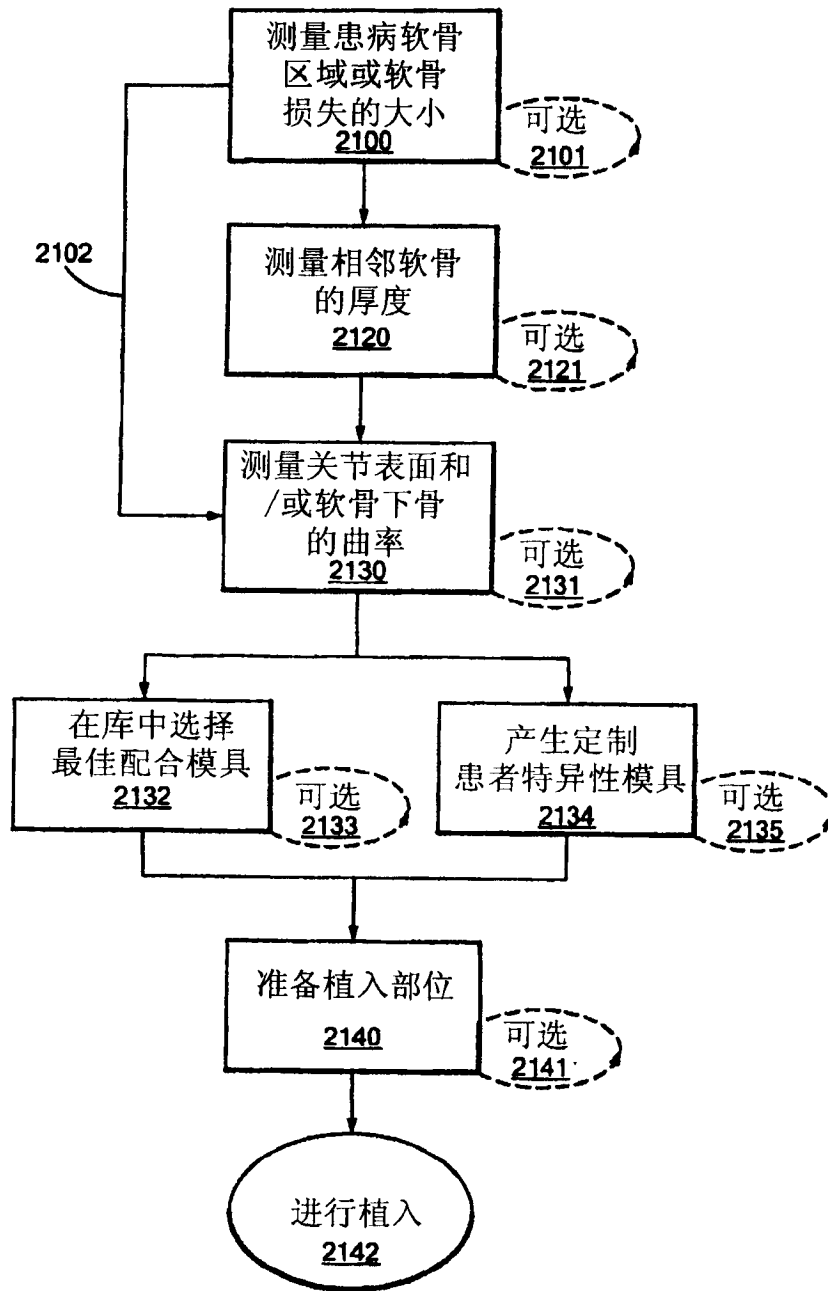 测量患病软骨
区域或软骨
损失的大小
2100
可选
2101
2102
测量相邻软骨
的厚度
2120
可选
2121
测量关节表面和
/或软骨下骨
的曲率
2130
可选
2131
在库中选择
最佳配合模具
2132
可选
2133
产生定制
患者特异性模具
2134
可选
2135
准备植入部位
2140
可选
2141
进行植入
2142